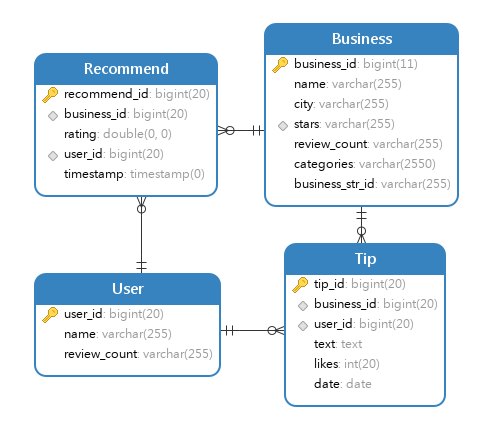 Recommend
recommend_id: bigint(20)
business_id: bigint(20)
rating: double(0, 0)
user_id: bigint(20)
timestamp: timestamp(0)
Business
business_id: bigint(11)
name: varchar(255)
city: varchar(255)
stars: varchar(255)
review_count: varchar(255)
categories: varchar(2550)
business_str_id: varchar(255)
User
user_id: bigint(20)
name: varchar(255)
review_count: varchar(255)
Tip
tip_id: bigint(20)
business_id: bigint(20)
user_id: bigint(20)
text: text
likes: int(20)
date: date